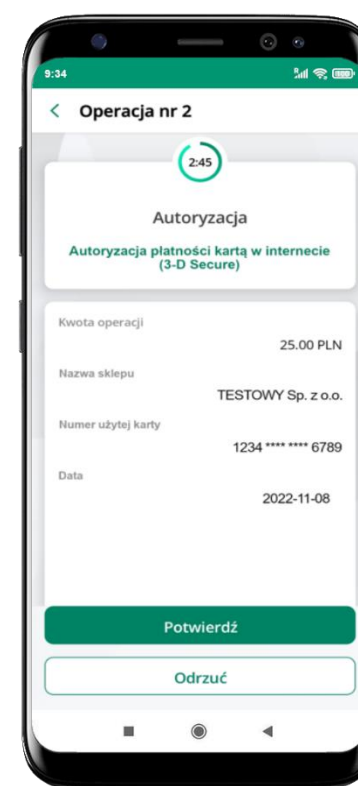 9:34
Operacja nr 2
2:45
Autoryzacja
Autoryzacja płatności kartą w internecie
(3-D Secure)
Kwota operacji
25.00 PLN
Nazwa sklepu
TESTOWY Sp. z o.o.
Numer użytej karty
1234 **** **** 6789
Data
2022-11-08
Potwierdź
Odrzuć